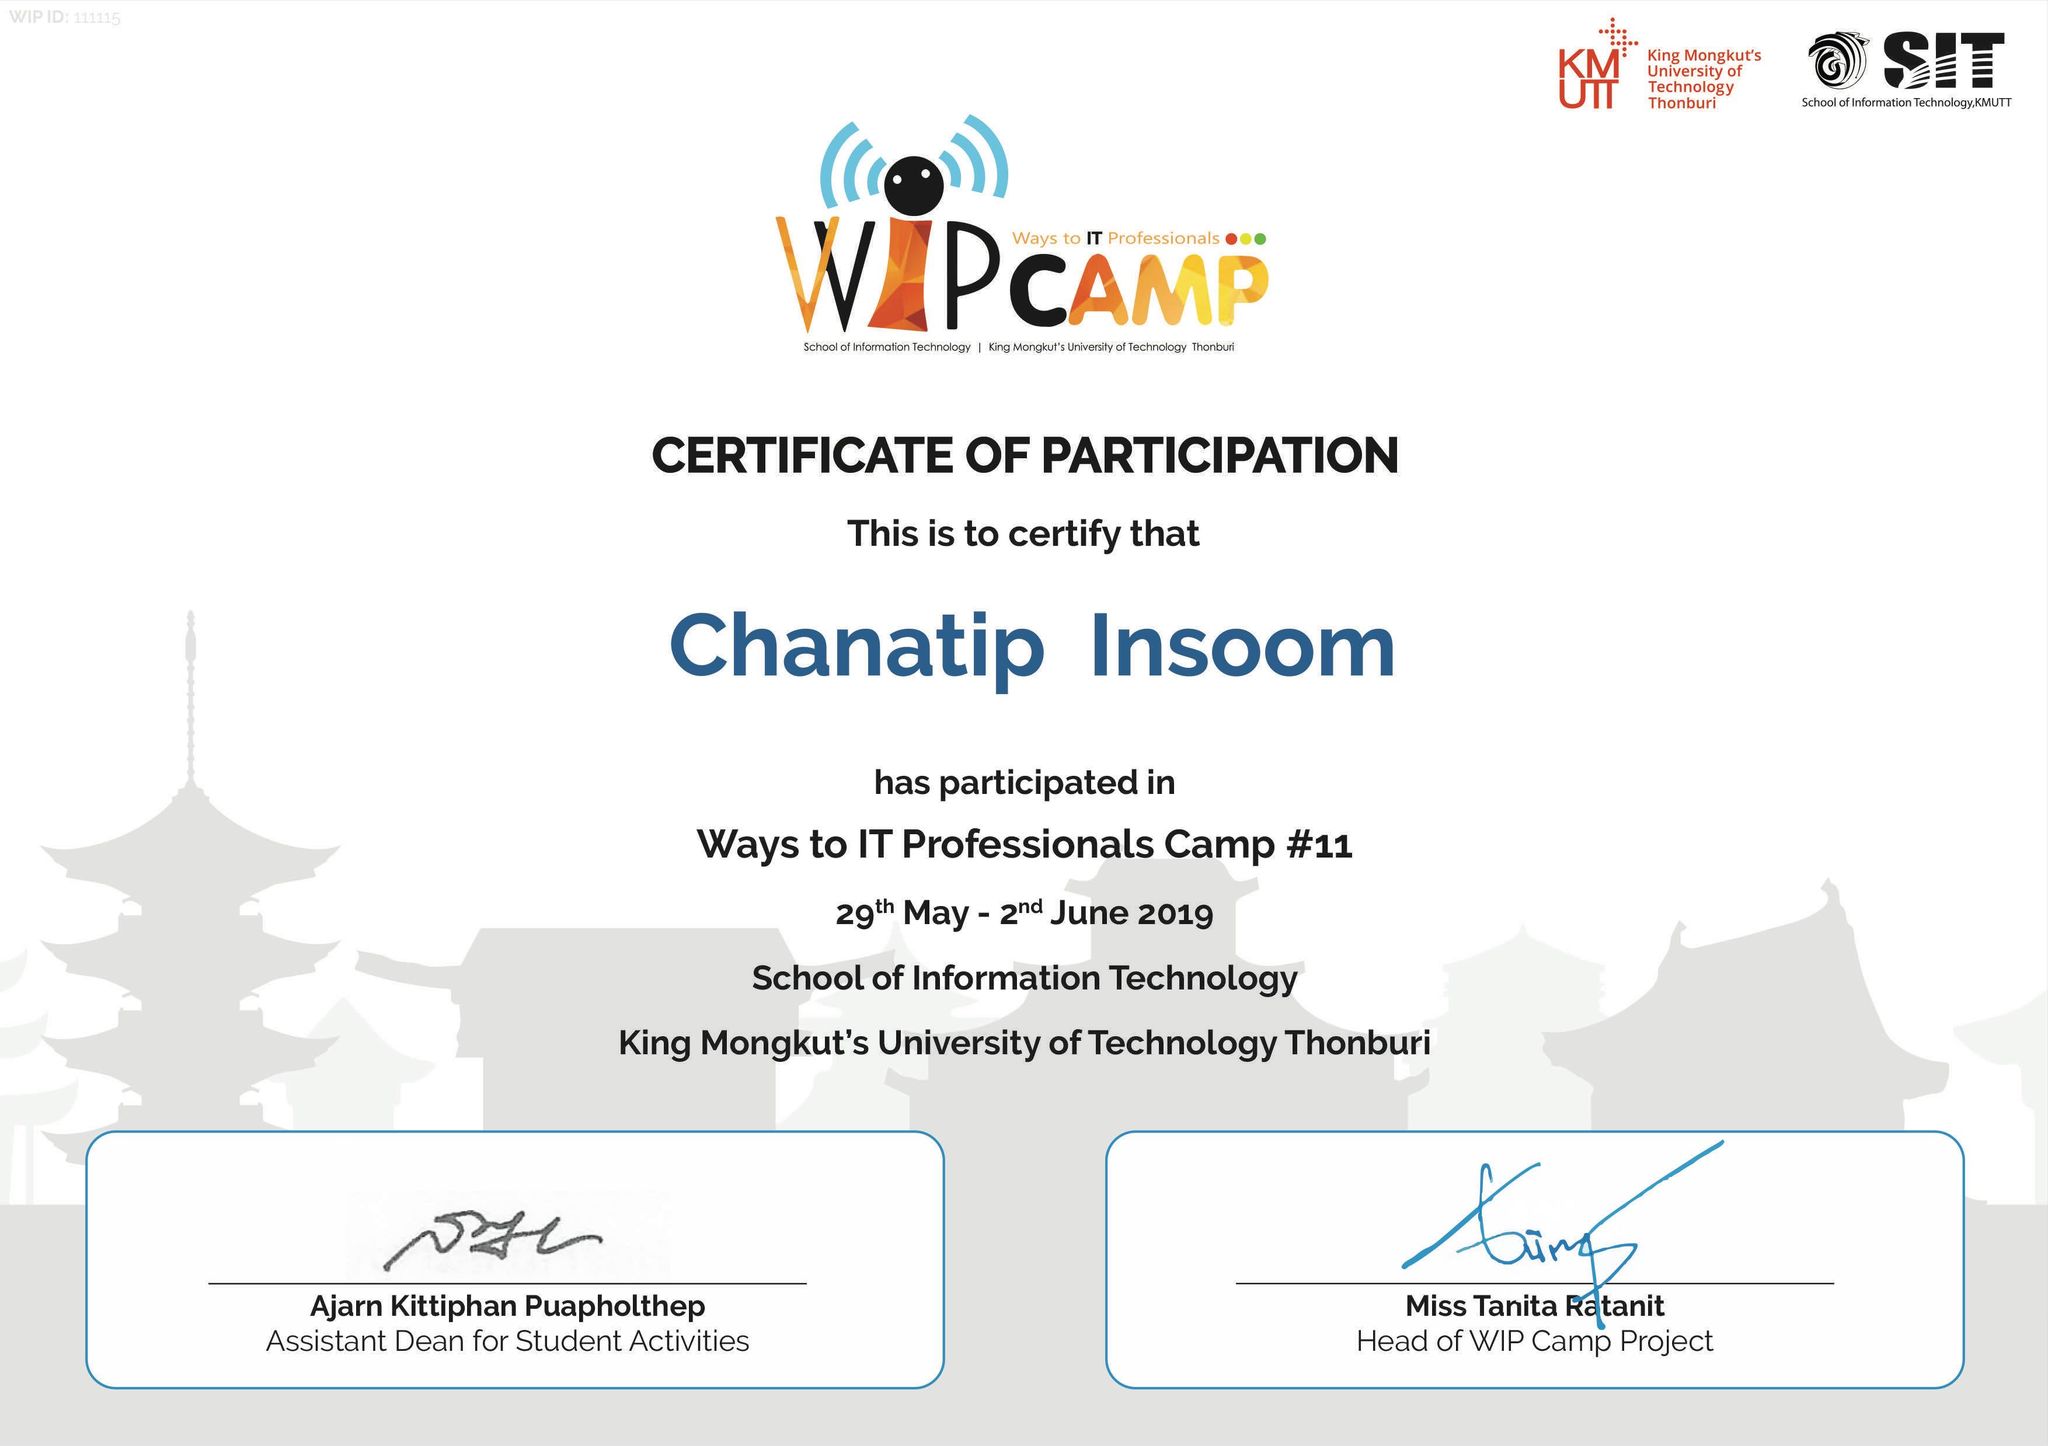 WIP ID: 111115
KMUTT
King Mongkut's
University of
Technology
Thonburi
SIT
School of Information Technology,KMUTT
Ways to IT Professionals
WIP CAMP
School of Information Technology | King Mongkut's University of Technology Thonburi
CERTIFICATE OF PARTICIPATION
This is to certify that
Chanatip Insoom
has participated in
Ways to IT Professionals Camp #11
29th May - 2nd June 2019
School of Information Technology
King Mongkut’s University of Technology Thonburi
Ajarn Kittiphan Puapholthep
Assistant Dean for Student Activities
Miss Tanita Ratanit
Head of WIP Camp Project